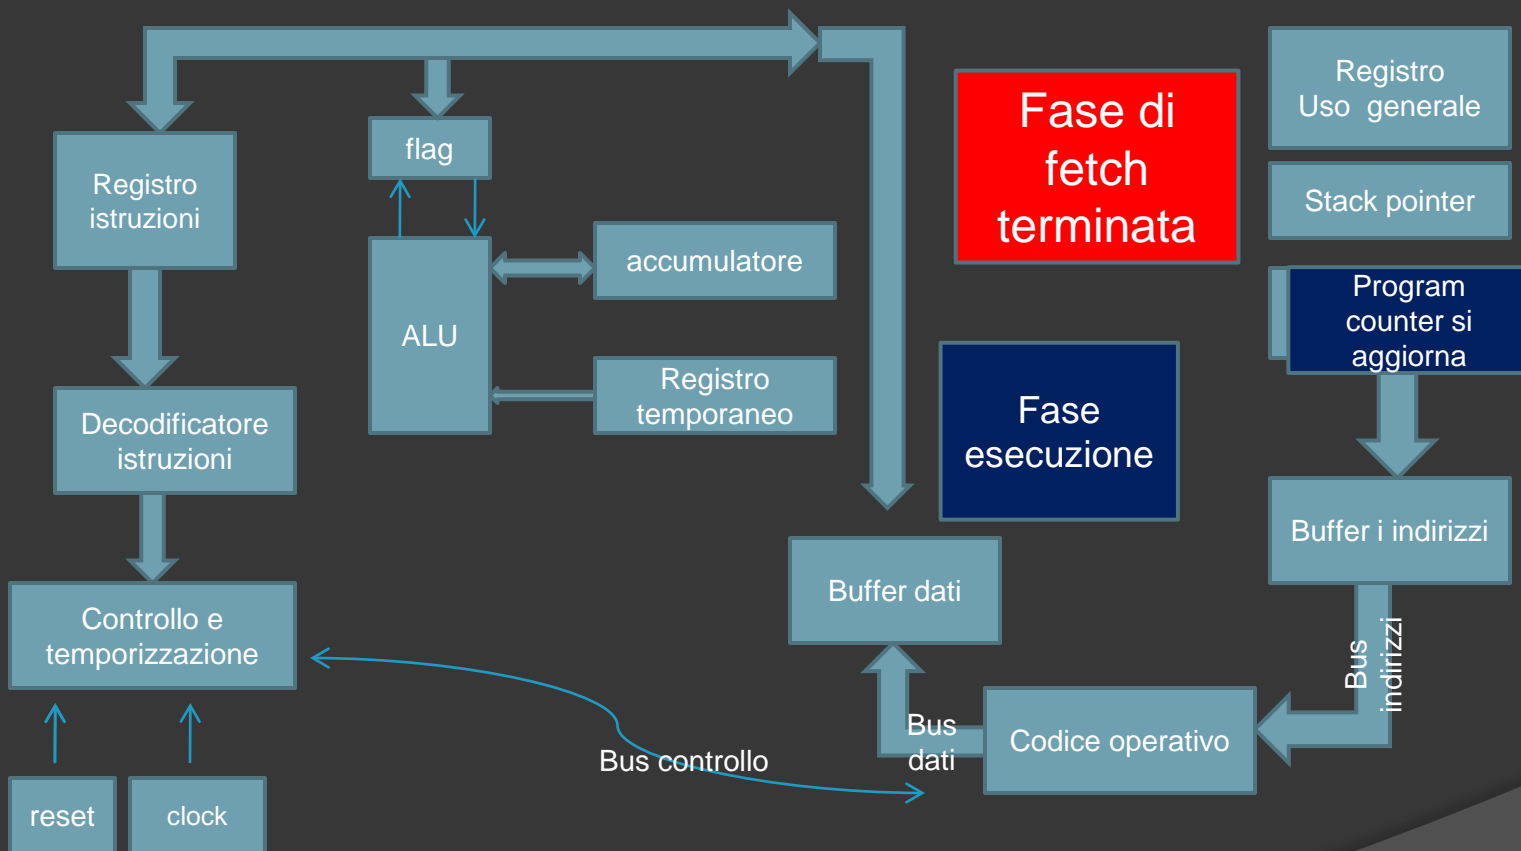 Registro
istruzioni
Decodificatore
istruzioni
Controllo e
temporizzazione
reset
clock
flag
ALU
accumulatore
Registro
temporaneo
Bus controllo
Fase di
fetch
terminata
Fase
esecuzione
Buffer dati
Bus
dati
Codice operativo
Registro
Uso generale
Stack pointer
Program
counter si
aggiorna
Buffer i indirizzi
Bus
indirizzi